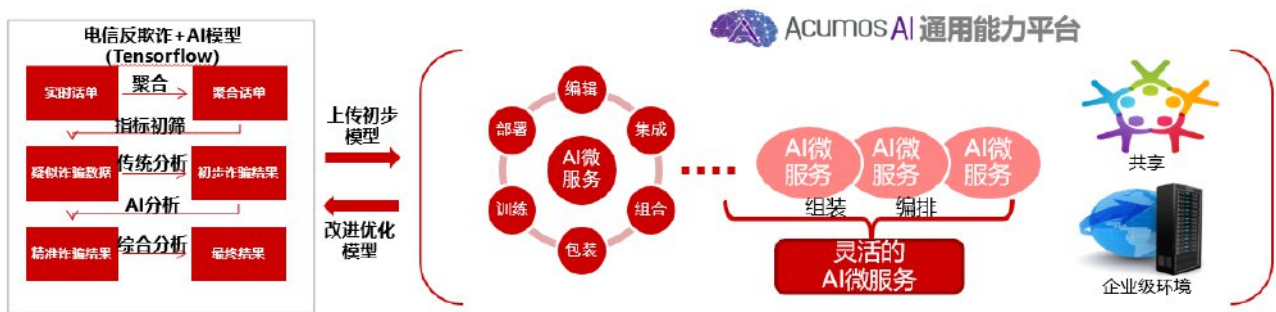 电信反欺诈+AI模型
(Tensorflow)
实时话单
聚合
聚合话单
指标初筛
疑似诈骗数据
传统分析
初步诈骗结果
AI分析
精准诈骗结果
综合分析
最终结果
上传初步
模型
改进优化
模型
Acumos AI 通用能力平台
编辑
部署
集成
AI微
服务
训练
组合
包装
AI微
服务
AI微
服务
AI微
服务
组装
编排
灵活的
AI微服务
共享
企业级环境